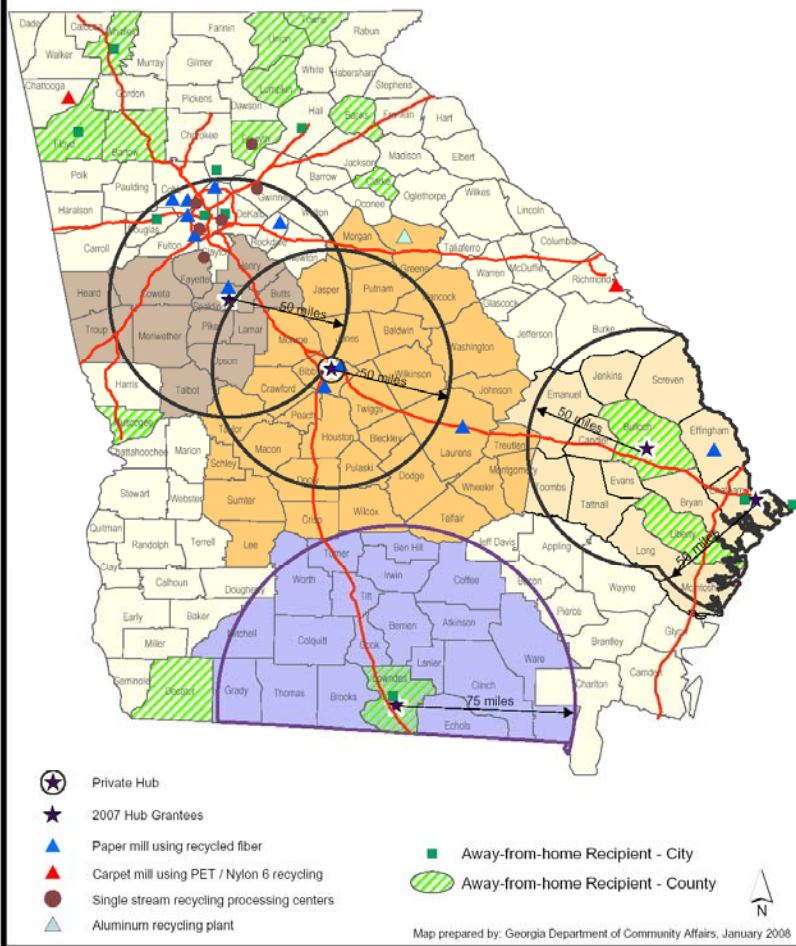 Dade
Fannin
Towns
Rabun
Union
Walker
Murray
Gilmer
White
Habersham
Chattooga
Gordon
Pickens
Lumpkin
Stephens
Dawson
Hall
Banks
Franklin
Hart
Floyd
Bartow
Cherokee
Forsyth
Jackson
Madison
Elbert
Polk
Paulding
Cobb
Gwinnett
Barrow
Clarke
Oglethorpe
Wilkes
Haralson
Oconee
Lincoln
Douglas
DeKalb
Walton
Morgan
Columbia
Carroll
Fulton
Rockdale
Greene
Taliaferro
McDuffie
Clayton
Newton
Warren
Richmond
Heard
Coweta
Fayette
Henry
Butts
Jasper
Putnam
Hancock
Glascock
Spalding
50 miles
Jefferson
Burke
Troup
Meriwether
Pike
Lamar
Monroe
Jones
Baldwin
Washington
Upson
Bibb
Wilkinson
Jenkins
Screven
Harris
Talbot
Crawford
50 miles
Johnson
Emanuel
Peach
Twiggs
50 miles
Bulloch
Effingham
Muscogee
Taylor
Houston
Bleckley
Laurens
Treutlen
Candler
Chattahoochee
Marion
Macon
Schley
Pulaski
Montgomery
Evans
Bryan
Chatham
Stewart
Webster
Sumter
Dooly
Dodge
Wheeler
Toombs
Tattnall
Liberty
Quitman
Crisp
Wilcox
Telfair
Long
50 miles
Randolph
Terrell
Lee
Jeff Davis
Appling
Clay
Turner
Ben Hill
Wayne
McIntosh
Calhoun
Dougherty
Worth
Irwin
Coffee
Bacon
Tift
Pierce
Early
Baker
Mitchell
Colquitt
Berrien
Atkinson
Brantley
Glynn
Miller
Cook
Lanier
Ware
Seminole
Decatur
Grady
Thomas
Brooks
Lowndes
Clinch
Charlton
Camden
75 miles
Echols
Private Hub
2007 Hub Grantees
Paper mill using recycled fiber
Carpet mill using PET / Nylon 6 recycling
Single stream recycling processing centers
Aluminum recycling plant
Away-from-home Recipient - City
Away-from-home Recipient - County
N
Map prepared by: Georgia Department of Community Affairs, January 2008